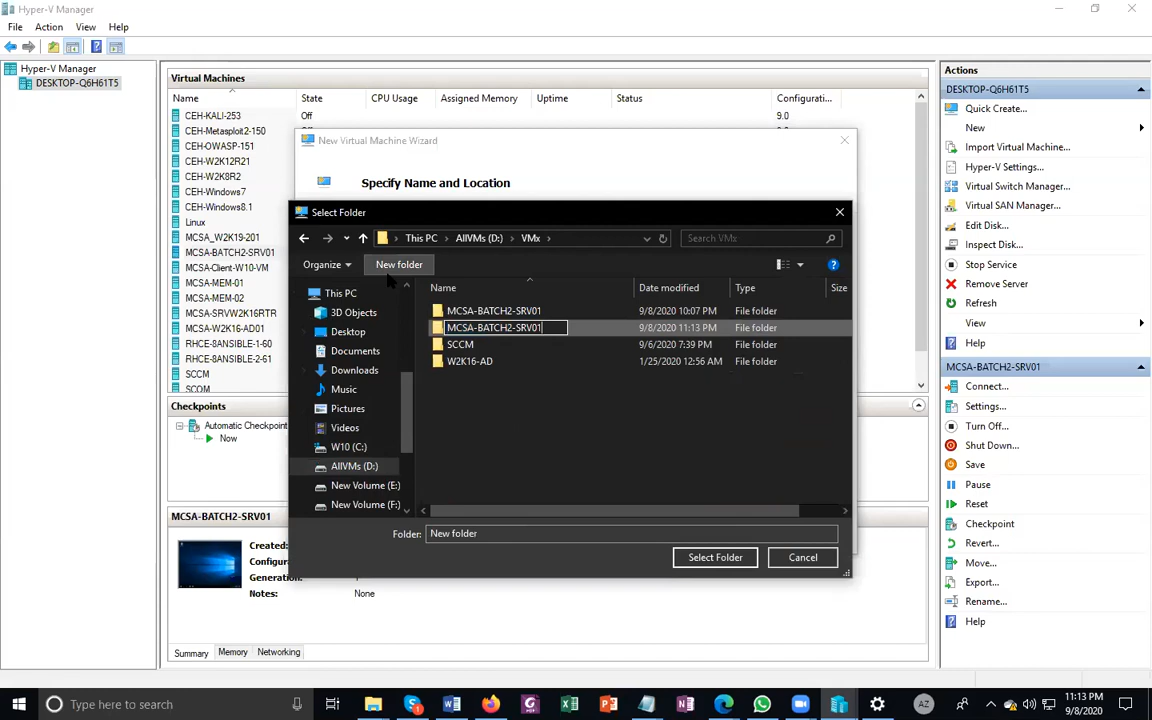 Hyper-V Manager
File Action View Help
Hyper-V Manager
DESKTOP-Q6H61T5
Virtual Machines
Name State CPU Usage Assigned Memory Uptime Status Configurati...
CEH-KALI-253 Off 9.0
CEH-Metasploit2-150
CEH-OWASP-151
CEH-W2K12R21
CEH-W2K8R2
CEH-Windows7
CEH-Windows8.1
Linux
MCSA_W2K19-201
MCSA-BATCH2-SRV01
MCSA-Client-W10-VM
MCSA-MEM-01
MCSA-MEM-02
MCSA-SRVW2K16RTR
MCSA-W2K16-AD01
RHCE-8ANSIBLE-1-60
RHCE-8ANSIBLE-2-61
SCCM
SCOM
New Virtual Machine Wizard
Specify Name and Location
Select Folder
This PC AllVMs (D:) VMx
Search VMx
Organize New folder
This PC
3D Objects
Desktop
Documents
Downloads
Music
Pictures
Videos
W10 (C:)
AllVMs (D:)
New Volume (E:)
New Volume (F:)
Name Date modified Type Size
MCSA-BATCH2-SRV01 9/8/2020 10:07 PM File folder
MCSA-BATCH2-SRV01 9/8/2020 11:13 PM File folder
SCCM 9/6/2020 7:39 PM File folder
W2K16-AD 1/25/2020 12:56 AM File folder
Folder: New folder
Select Folder Cancel
Checkpoints
Automatic Checkpoint
Now
MCSA-BATCH2-SRV01
Created:
Configura
Generation:
Notes: None
Summary Memory Networking
Actions
DESKTOP-Q6H61T5
Quick Create...
New
Import Virtual Machine...
Hyper-V Settings...
Virtual Switch Manager...
Virtual SAN Manager...
Edit Disk...
Inspect Disk...
Stop Service
Remove Server
Refresh
View
Help
MCSA-BATCH2-SRV01
Connect...
Settings...
Turn Off...
Shut Down...
Save
Pause
Reset
Checkpoint
Revert...
Move...
Export...
Rename...
Help
Type here to search
AZ
11:13 PM
9/8/2020